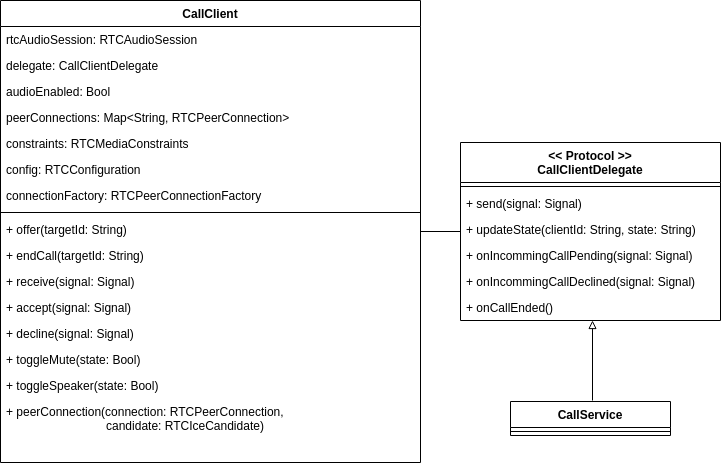 CallClient
rtcAudioSession: RTCAudioSession
delegate: CallClientDelegate
audioEnabled: Bool
peerConnections: Map<String, RTCPeerConnection>
constraints: RTCMediaConstraints
config: RTCConfiguration
connectionFactory: RTCPeerConnectionFactory
+ offer(targetId: String)
+ endCall(targetId: String)
+ receive(signal: Signal)
+ accept(signal: Signal)
+ decline(signal: Signal)
+ toggleMute(state: Bool)
+ toggleSpeaker(state: Bool)
+ peerConnection(connection: RTCPeerConnection,
candidate: RTCIceCandidate)
<< Protocol >>
CallClientDelegate
+ send(signal: Signal)
+ updateState(clientId: String, state: String)
+ onIncommingCallPending(signal: Signal)
+ onIncommingCallDeclined(signal: Signal)
+ onCallEnded()
CallService